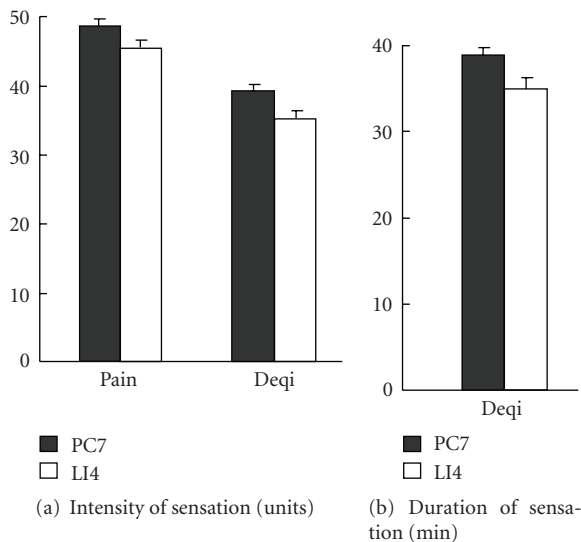 50
40
30
20
10
0
Pain Deqi
PC7
LI4
(a) Intensity of sensation (units)
40
30
20
10
0
Deqi
PC7
LI4
(b) Duration of sensa-
tion (min)